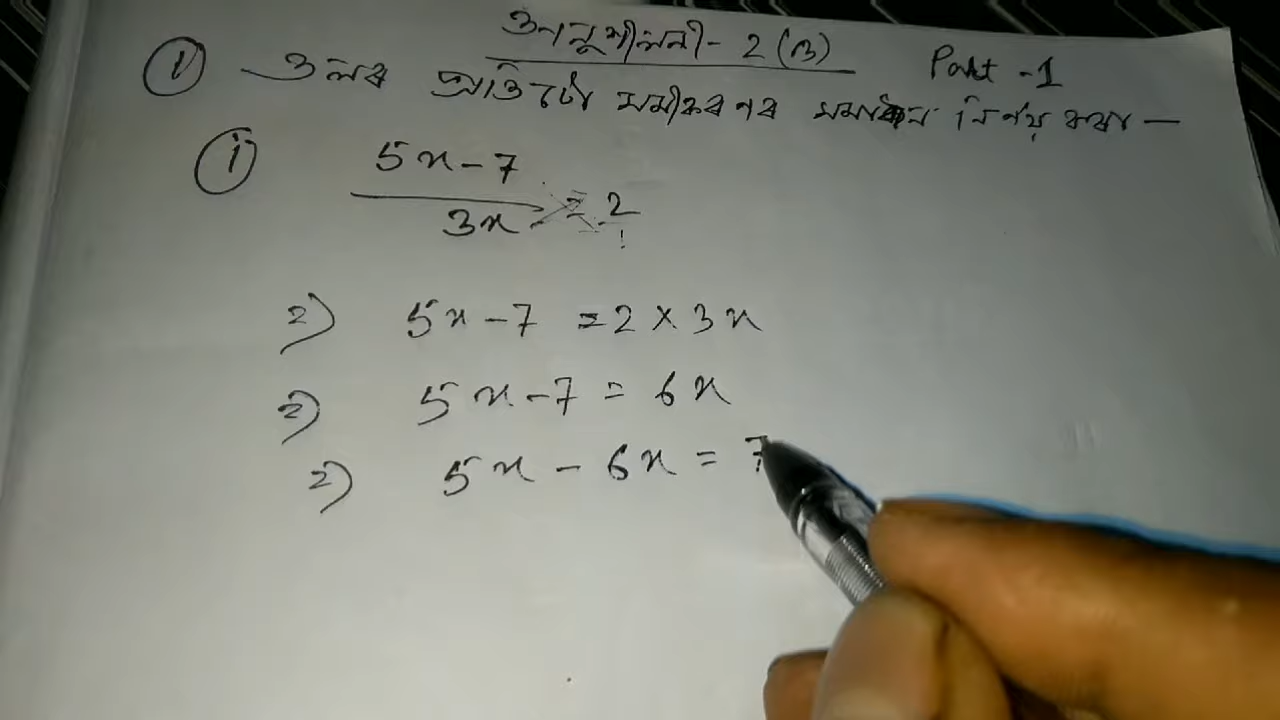 অনুশীলনী - 2 (B) Part - 1
① তলৰ প্ৰতিটো সমীকৰণৰ সমাধান নিৰ্ণয় কৰা —
ⓘ 5x - 7
3x = 2
1
⇒ 5x - 7 = 2 × 3x
⇒ 5x - 7 = 6x
⇒ 5x - 6x = 7